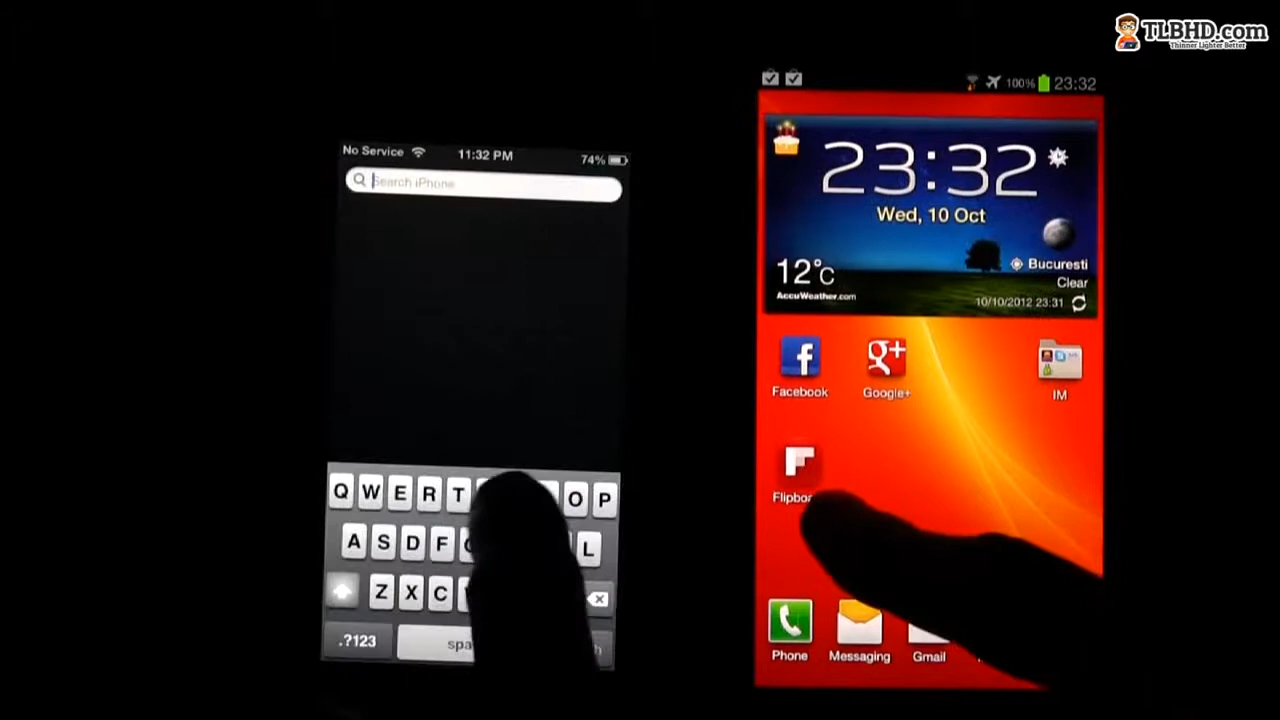 TLBHD.com
Thinner Lighter Better
No Service 11:32 PM 74%
Search iPhone
Q W E R T O P
A S D F L
Z X C
.?123
100% 23:32
23:32
Wed, 10 Oct
12°C
Bucuresti
Clear
AccuWeather.com
10/10/2012 23:31
Facebook Google+ IM
Phone Messaging Gmail